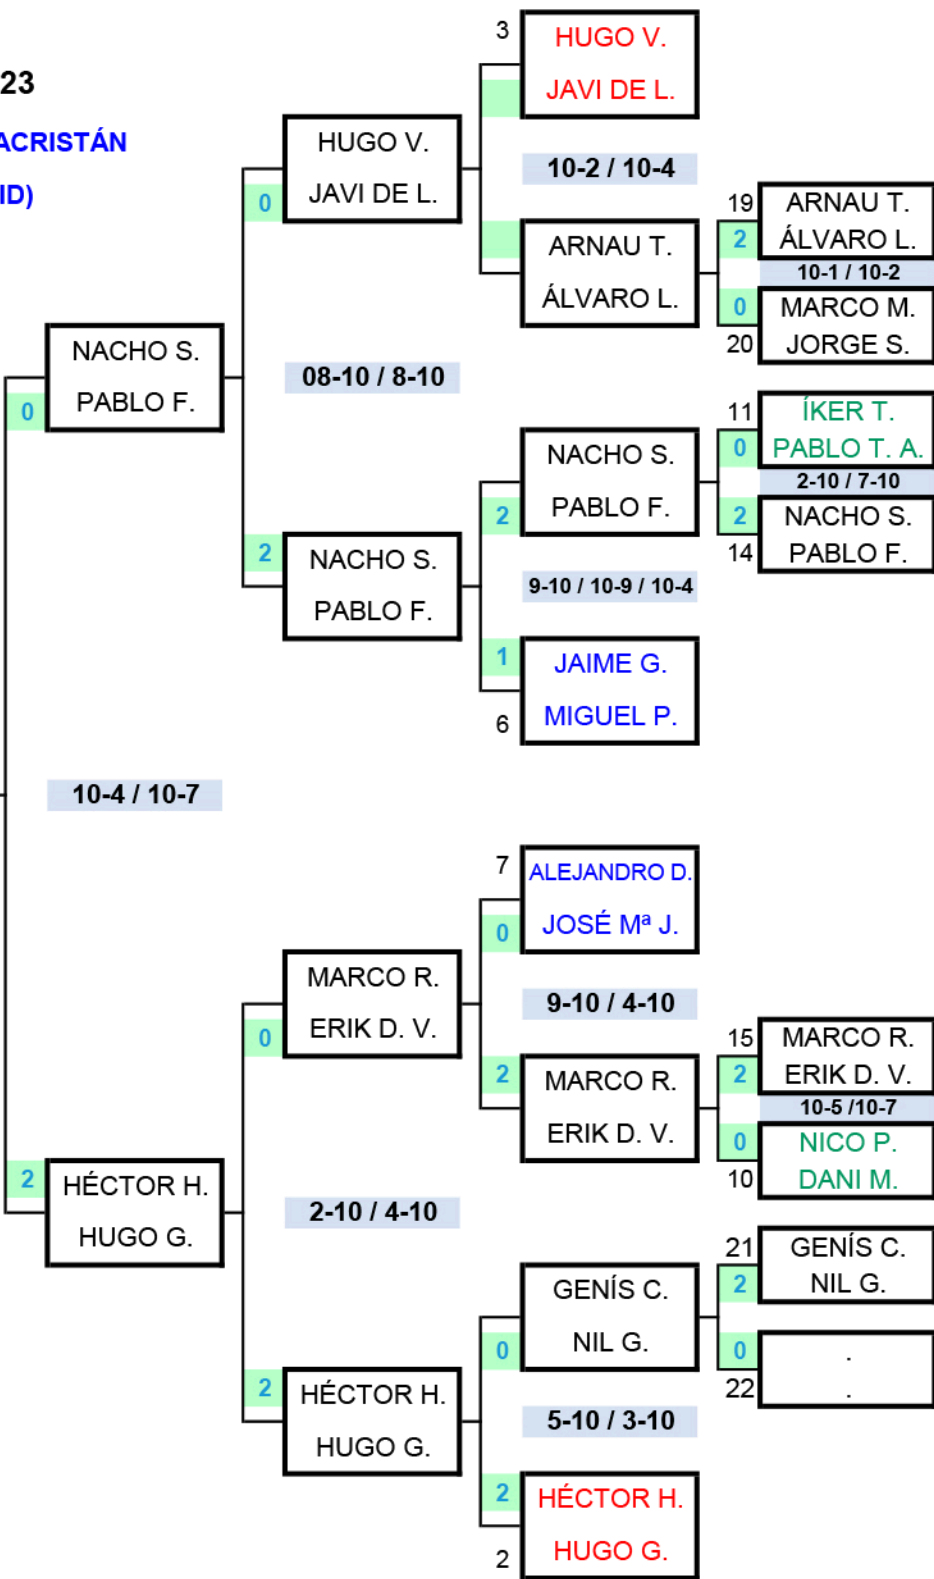 23
ACRISTÁN
ID)
NACHO S.
0
PABLO F.
10-4 / 10-7
2
HÉCTOR H.
HUGO G.
HUGO V.
0
JAVI DE L.
08-10 / 8-10
2
NACHO S.
PABLO F.
MARCO R.
0
ERIK D. V.
2-10 / 4-10
2
HÉCTOR H.
HUGO G.
3
HUGO V.
JAVI DE L.
10-2 / 10-4
ARNAU T.
ÁLVARO L.
NACHO S.
2
PABLO F.
9-10 / 10-9 / 10-4
1
JAIME G.
MIGUEL P.
6
7
ALEJANDRO D.
0
JOSÉ Mª J.
9-10 / 4-10
2
MARCO R.
ERIK D. V.
GENÍS C.
0
NIL G.
5-10 / 3-10
2
HÉCTOR H.
HUGO G.
2
19
ARNAU T.
2
ÁLVARO L.
10-1 / 10-2
0
MARCO M.
20
JORGE S.
11
ÍKER T.
0
PABLO T. A.
2-10 / 7-10
2
NACHO S.
14
PABLO F.
15
MARCO R.
2
ERIK D. V.
10-5 /10-7
0
NICO P.
10
DANI M.
21
GENÍS C.
2
NIL G.
0
.
22
.